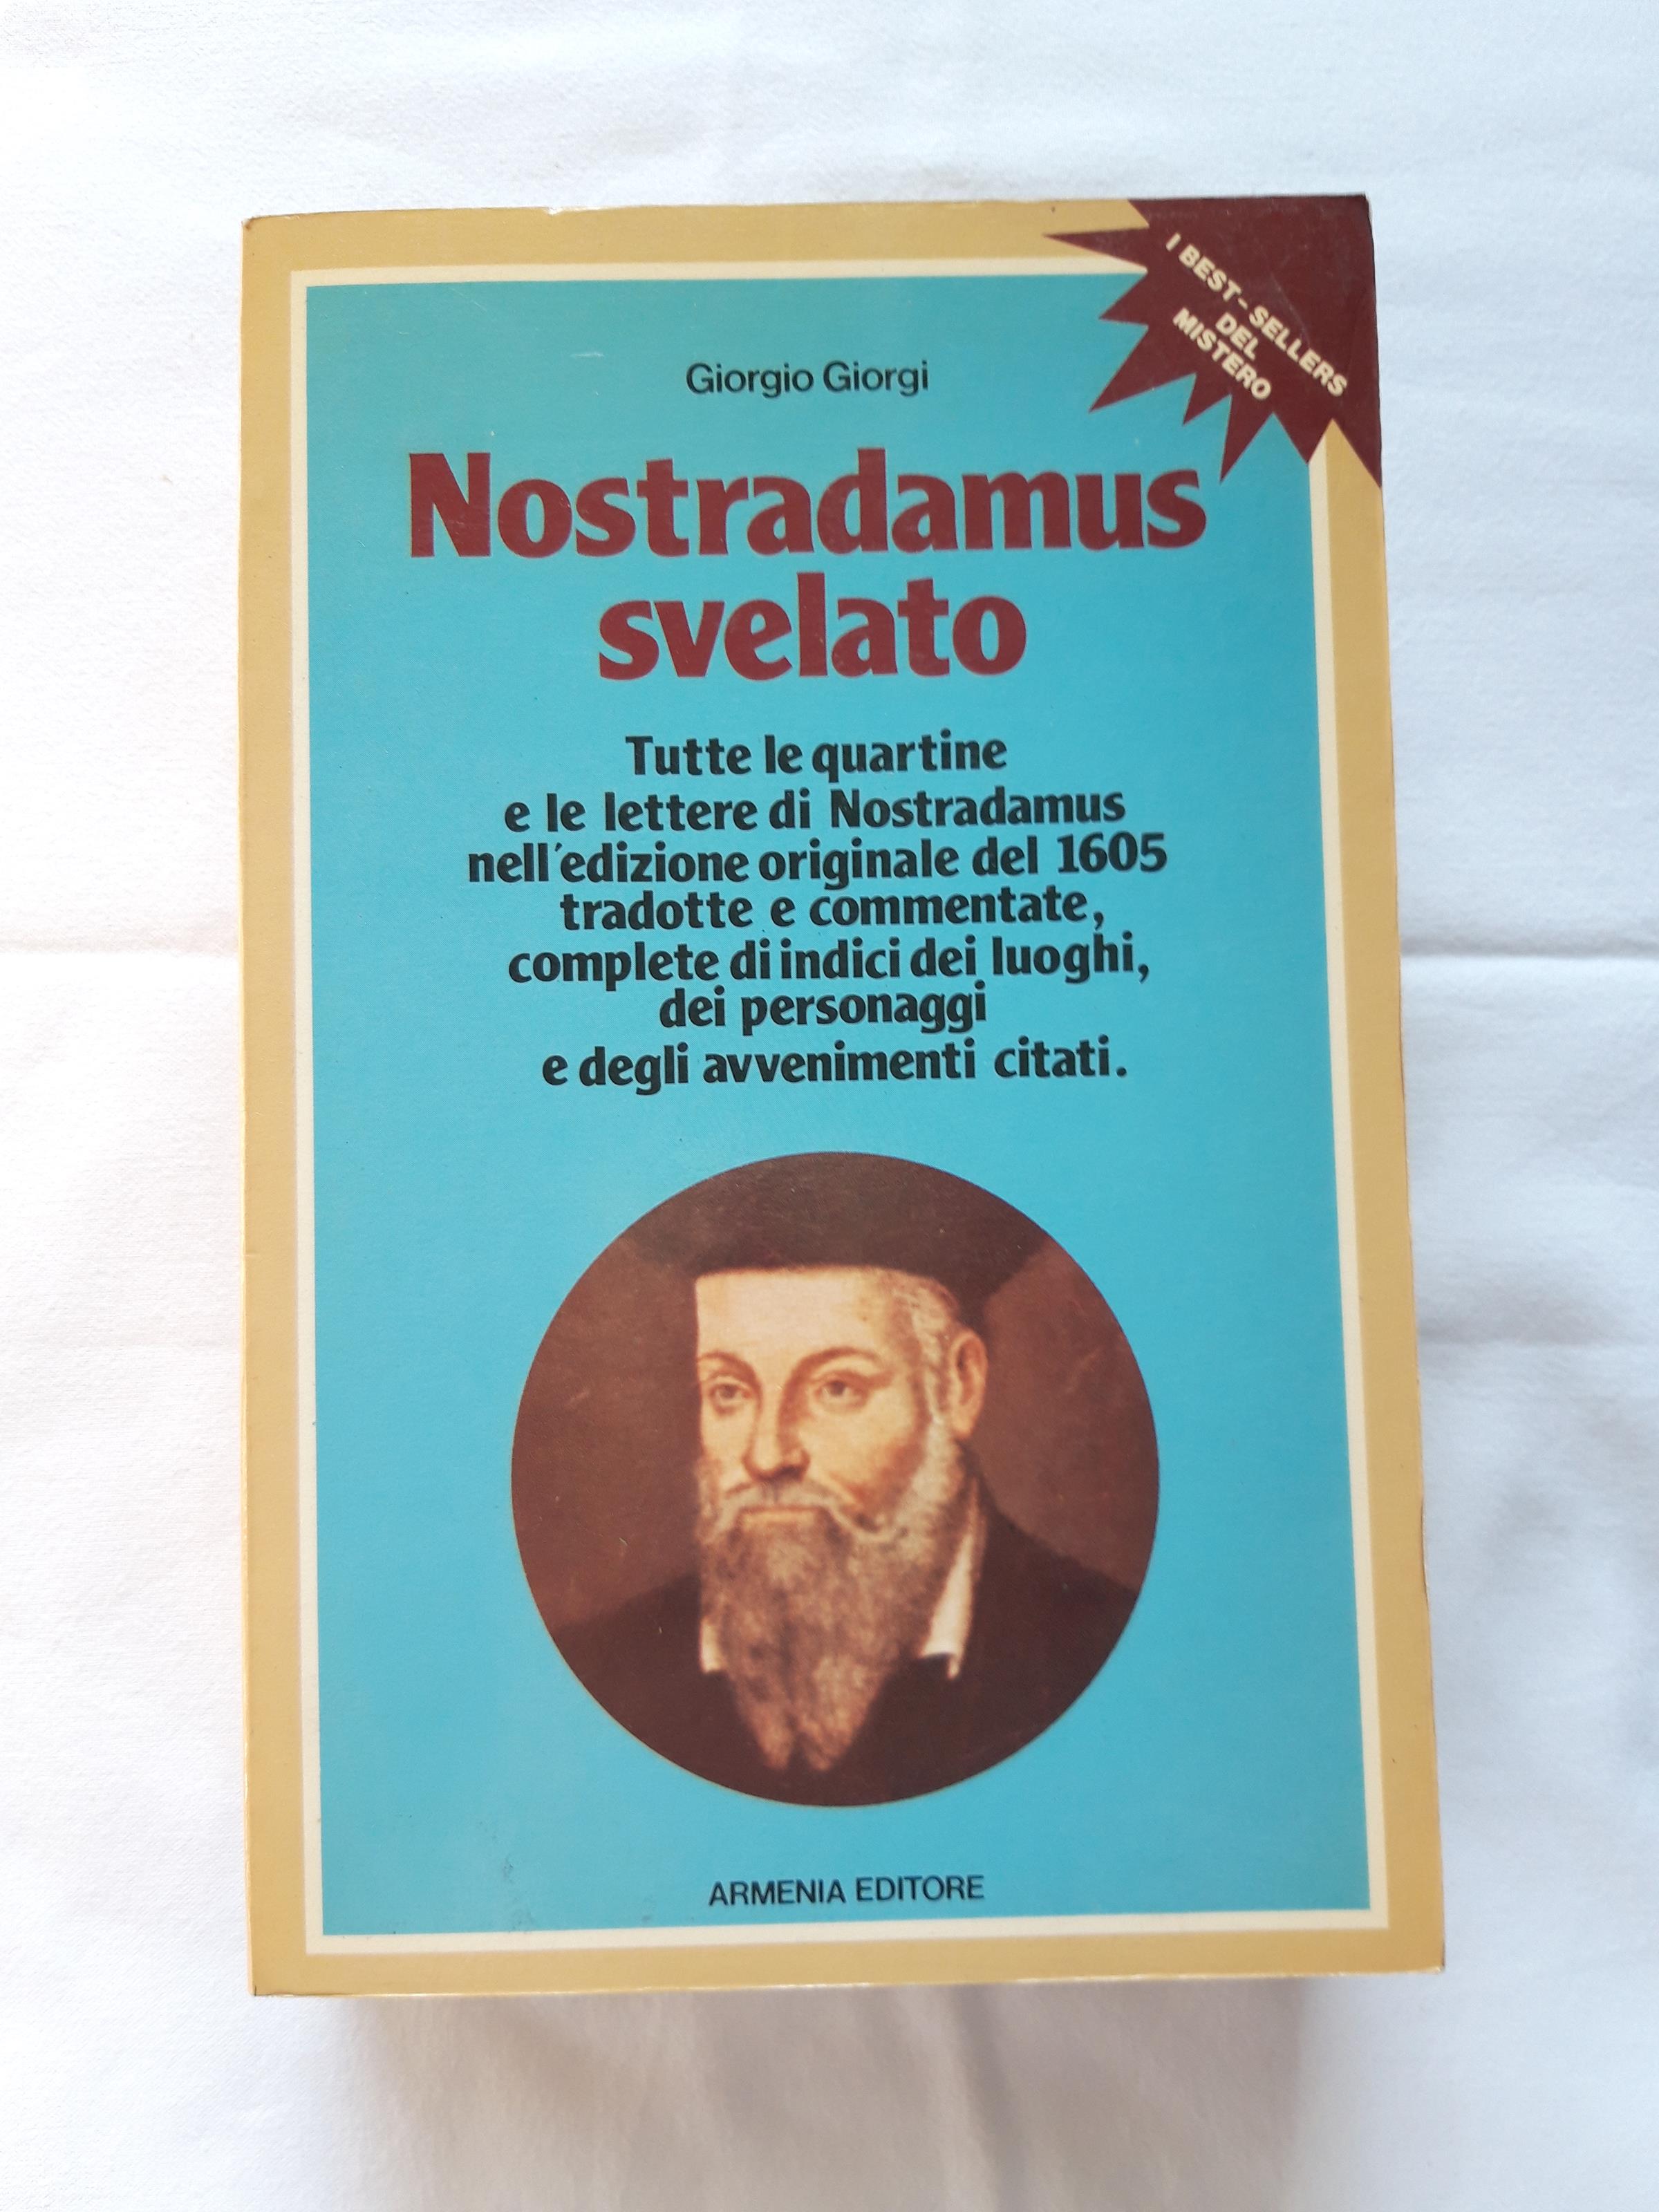 I BEST-SELLERS
DEL
MISTERO
Giorgio Giorgi
Nostradamus
svelato
Tutte le quartine
e le lettere di Nostradamus
nell'edizione originale del 1605
tradotte e commentate,
complete di indici dei luoghi,
dei personaggi
e degli avvenimenti citati.
ARMENIA EDITORE